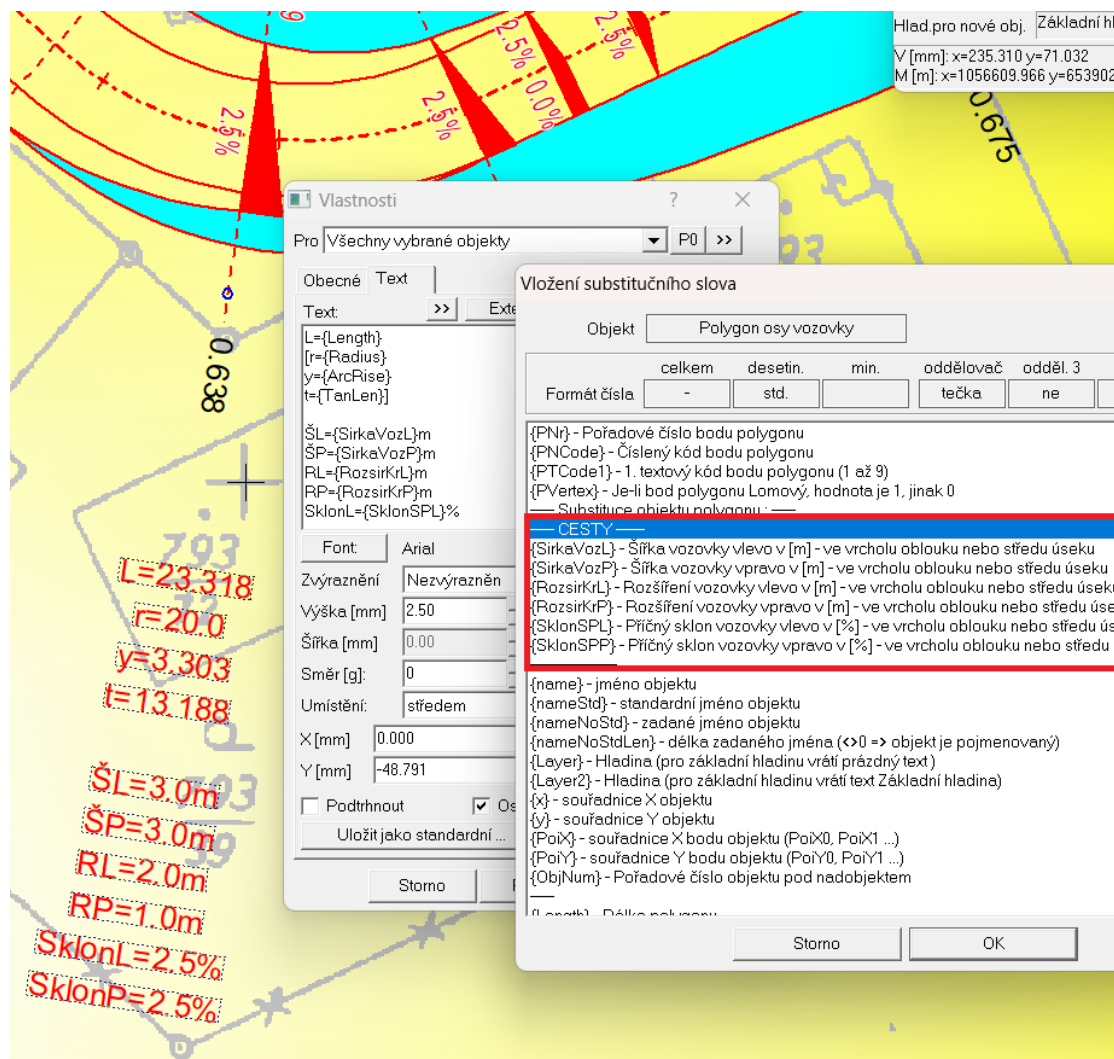 2.5%
2.5%
2.5%
2.5%
0.0%
Hlad.pro nové obj.
Základní hl
V [mm]: x=235.310 y=71.032
M [m]: x=1056609.966 y=653902
0.675
0.638
793
793
39
L=23.318
r=20.0
y=3.303
t=13.188
ŠL=3.0m
ŠP=3.0m
RL=2.0m
RP=1.0m
SklonL=2.5%
SklonP=2.5%
Vlastnosti
?
Pro
Všechny vybrané objekty
P0
>>
Obecné
Text
Text:
>>
Exte
L={Length}
[r={Radius}
y={ArcRise}
t={TanLen}]
ŠL={SirkaVozL}m
ŠP={SirkaVozP}m
RL={RozsirKrL}m
RP={RozsirKrP}m
SklonL={SklonSPL}%
Font:
Arial
Zvýraznění
Nezvýrazněn
Výška [mm]
2.50
Šířka [mm]
0.00
Směr [g]:
0
Umístění:
středem
X [mm]
0.000
Y [mm]
-48.791
Podtrhnout
Os
Uložit jako standardní ...
Storno
Vložení substitučního slova
Objekt
Polygon osy vozovky
celkem
desetin.
min.
oddělovač
odděl. 3
Formát čísla
-
std.
tečka
ne
{PNr} - Pořadové číslo bodu polygonu
{PNCode} - Číslený kód bodu polygonu
{PTCode1} - 1. textový kód bodu polygonu (1 až 9)
{PVertex} - Je-li bod polygonu Lomový, hodnota je 1, jinak 0
── Substituce objektu polygonu : ──
── CESTY ──
{SirkaVozL} - Šířka vozovky vlevo v [m] - ve vrcholu oblouku nebo středu úseku
{SirkaVozP} - Šířka vozovky vpravo v [m] - ve vrcholu oblouku nebo středu úseku
{RozsirKrL} - Rozšíření vozovky vlevo v [m] - ve vrcholu oblouku nebo středu úseku
{RozsirKrP} - Rozšíření vozovky vpravo v [m] - ve vrcholu oblouku nebo středu úse
{SklonSPL} - Příčný sklon vozovky vlevo v [%] - ve vrcholu oblouku nebo středu ús
{SklonSPP} - Příčný sklon vozovky vpravo v [%] - ve vrcholu oblouku nebo středu
{name} - jméno objektu
{nameStd} - standardní jméno objektu
{nameNoStd} - zadané jméno objektu
{nameNoStdLen} - délka zadaného jména (<>0 => objekt je pojmenovaný)
{Layer} - Hladina (pro základní hladinu vrátí prázdný text )
{Layer2} - Hladina (pro základní hladinu vrátí text Základní hladina)
{x} - souřadnice X objektu
{y} - souřadnice Y objektu
{PoiX} - souřadnice X bodu objektu (PoiX0, PoiX1 ...)
{PoiY} - souřadnice Y bodu objektu (PoiY0, PoiY1 ...)
{ObjNum} - Pořadové číslo objektu pod nadobjektem
{Length} - Délka polygonu
Storno
OK